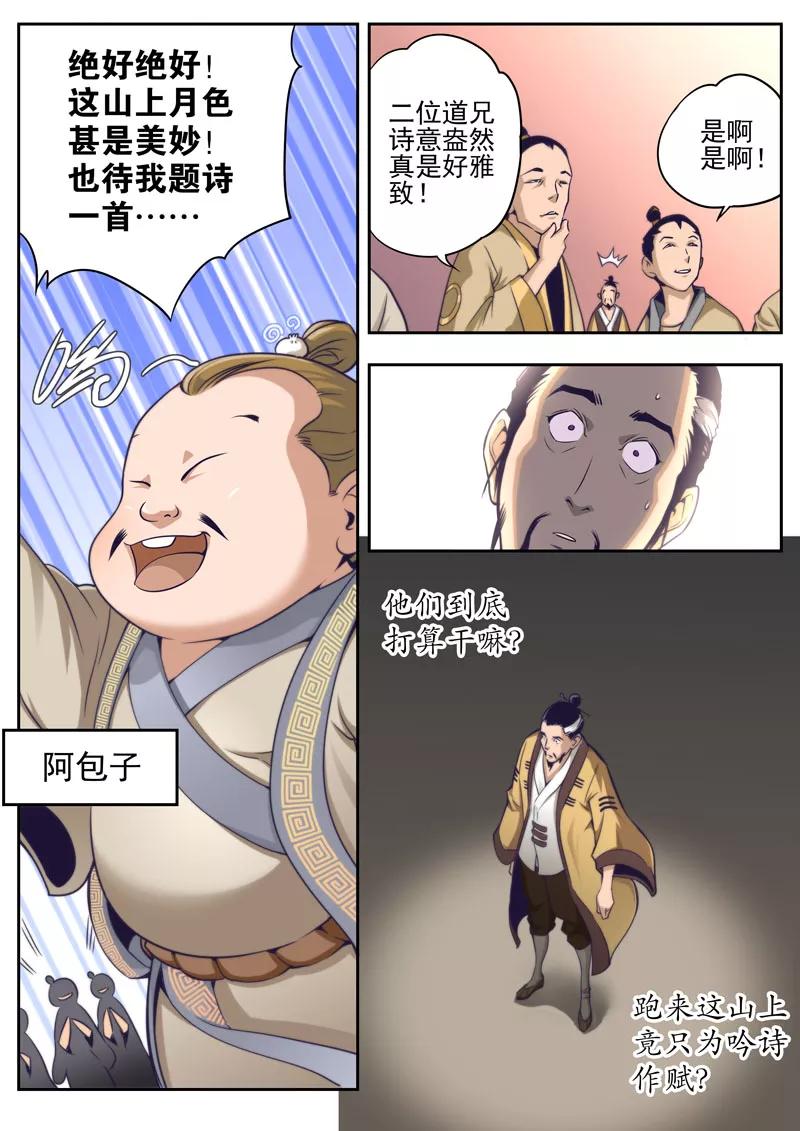 绝好绝好！
这山上月色
甚是美妙！
也待我题诗
一首……
哟
阿包子
二位道兄
诗意盎然
真是好雅
致！
是啊
是啊！
他们到底
打算干嘛？
跑来这山上
竟只为吟诗
作赋？